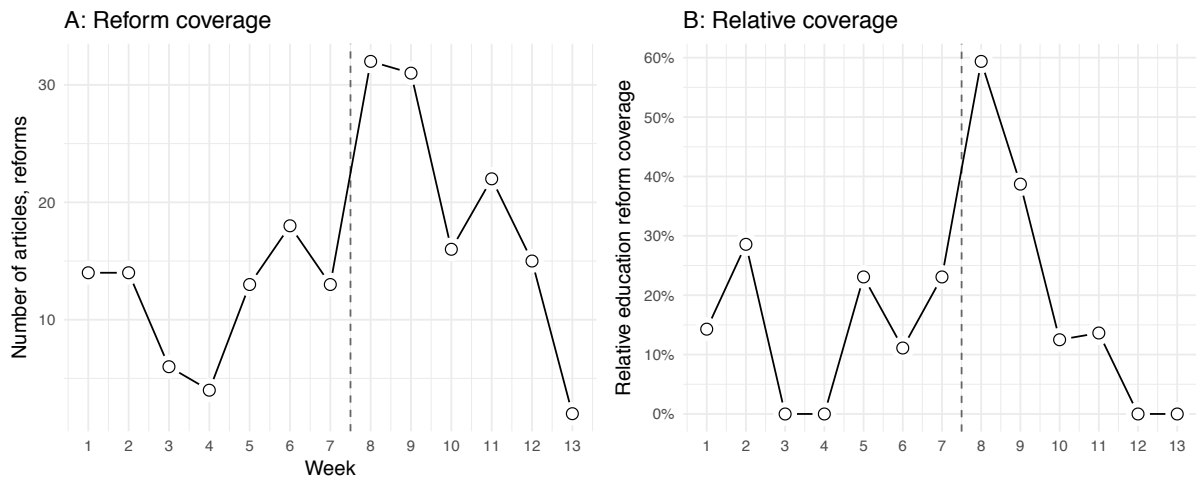 A: Reform coverage
Number of articles, reforms
30
20
10
1 2 3 4 5 6 7 8 9 10 11 12 13
Week
B: Relative coverage
Relative education reform coverage
60%
50%
40%
30%
20%
10%
0%
1 2 3 4 5 6 7 8 9 10 11 12 13